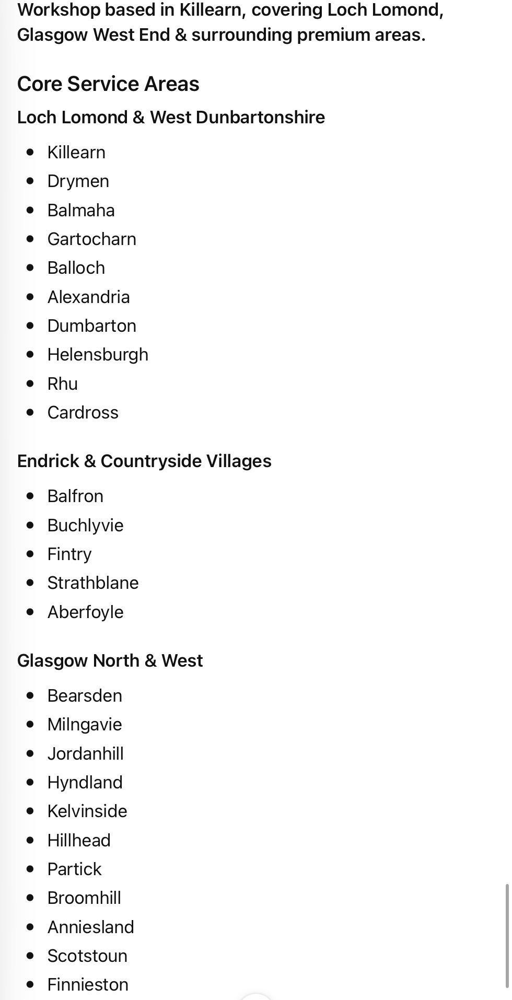 Workshop based in Killearn, covering Loch Lomond,
Glasgow West End & surrounding premium areas.
Core Service Areas
Loch Lomond & West Dunbartonshire
• Killearn
• Drymen
• Balmaha
• Gartocharn
• Balloch
• Alexandria
• Dumbarton
• Helensburgh
• Rhu
• Cardross
Endrick & Countryside Villages
• Balfron
• Buchlyvie
• Fintry
• Strathblane
• Aberfoyle
Glasgow North & West
• Bearsden
• Milngavie
• Jordanhill
• Hyndland
• Kelvinside
• Hillhead
• Partick
• Broomhill
• Anniesland
• Scotstoun
• Finnieston